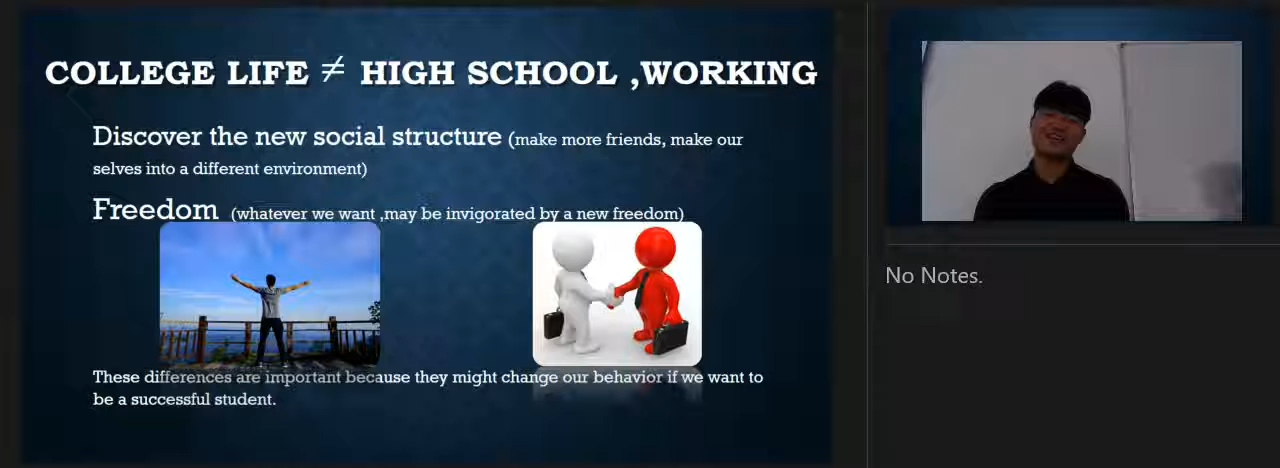 COLLEGE LIFE ≠ HIGH SCHOOL ,WORKING
Discover the new social structure (make more friends, make our
selves into a different environment)
Freedom (whatever we want ,may be invigorated by a new freedom)
These differences are important because they might change our behavior if we want to
be a successful student.
No Notes.